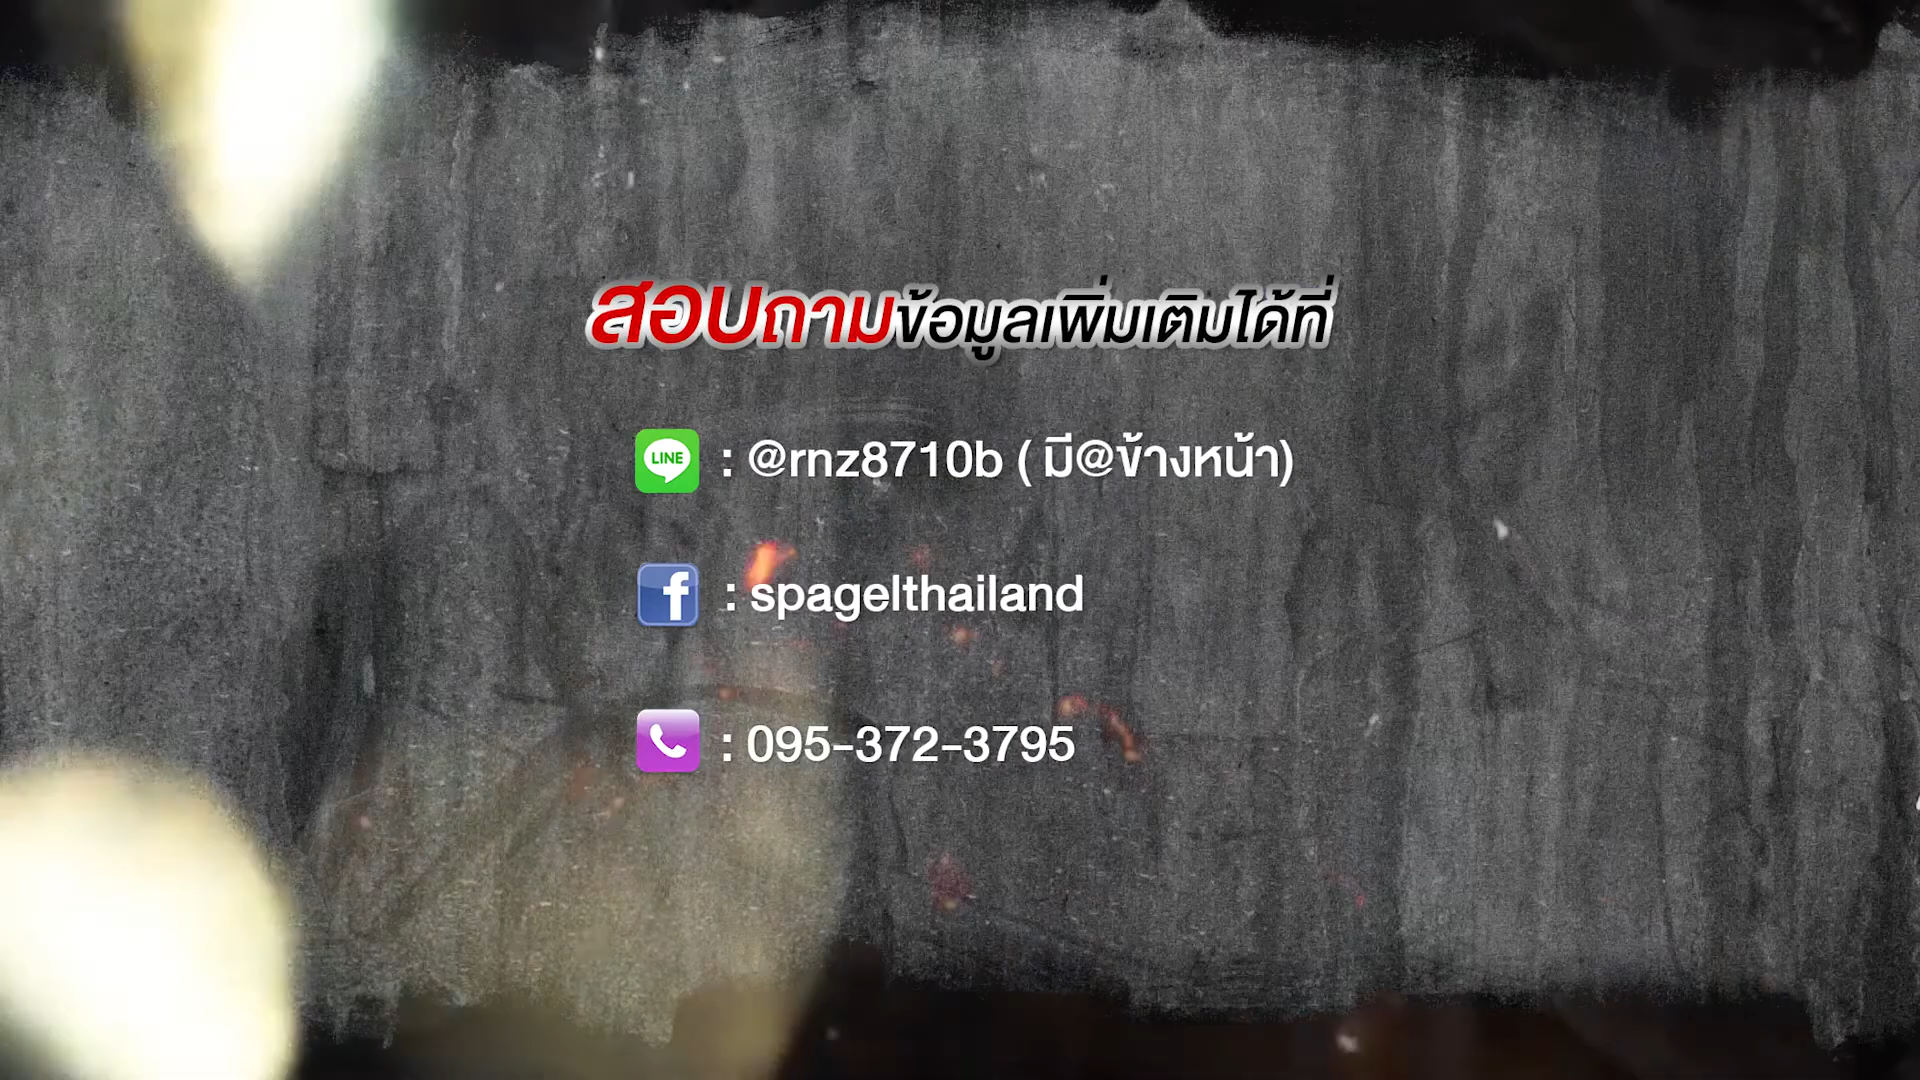 สอบถามข้อมูลเพิ่มเติมได้ที่
LINE : @rnz8710b ( มี@ข้างหน้า)
f : spagelthailand
: 095-372-3795